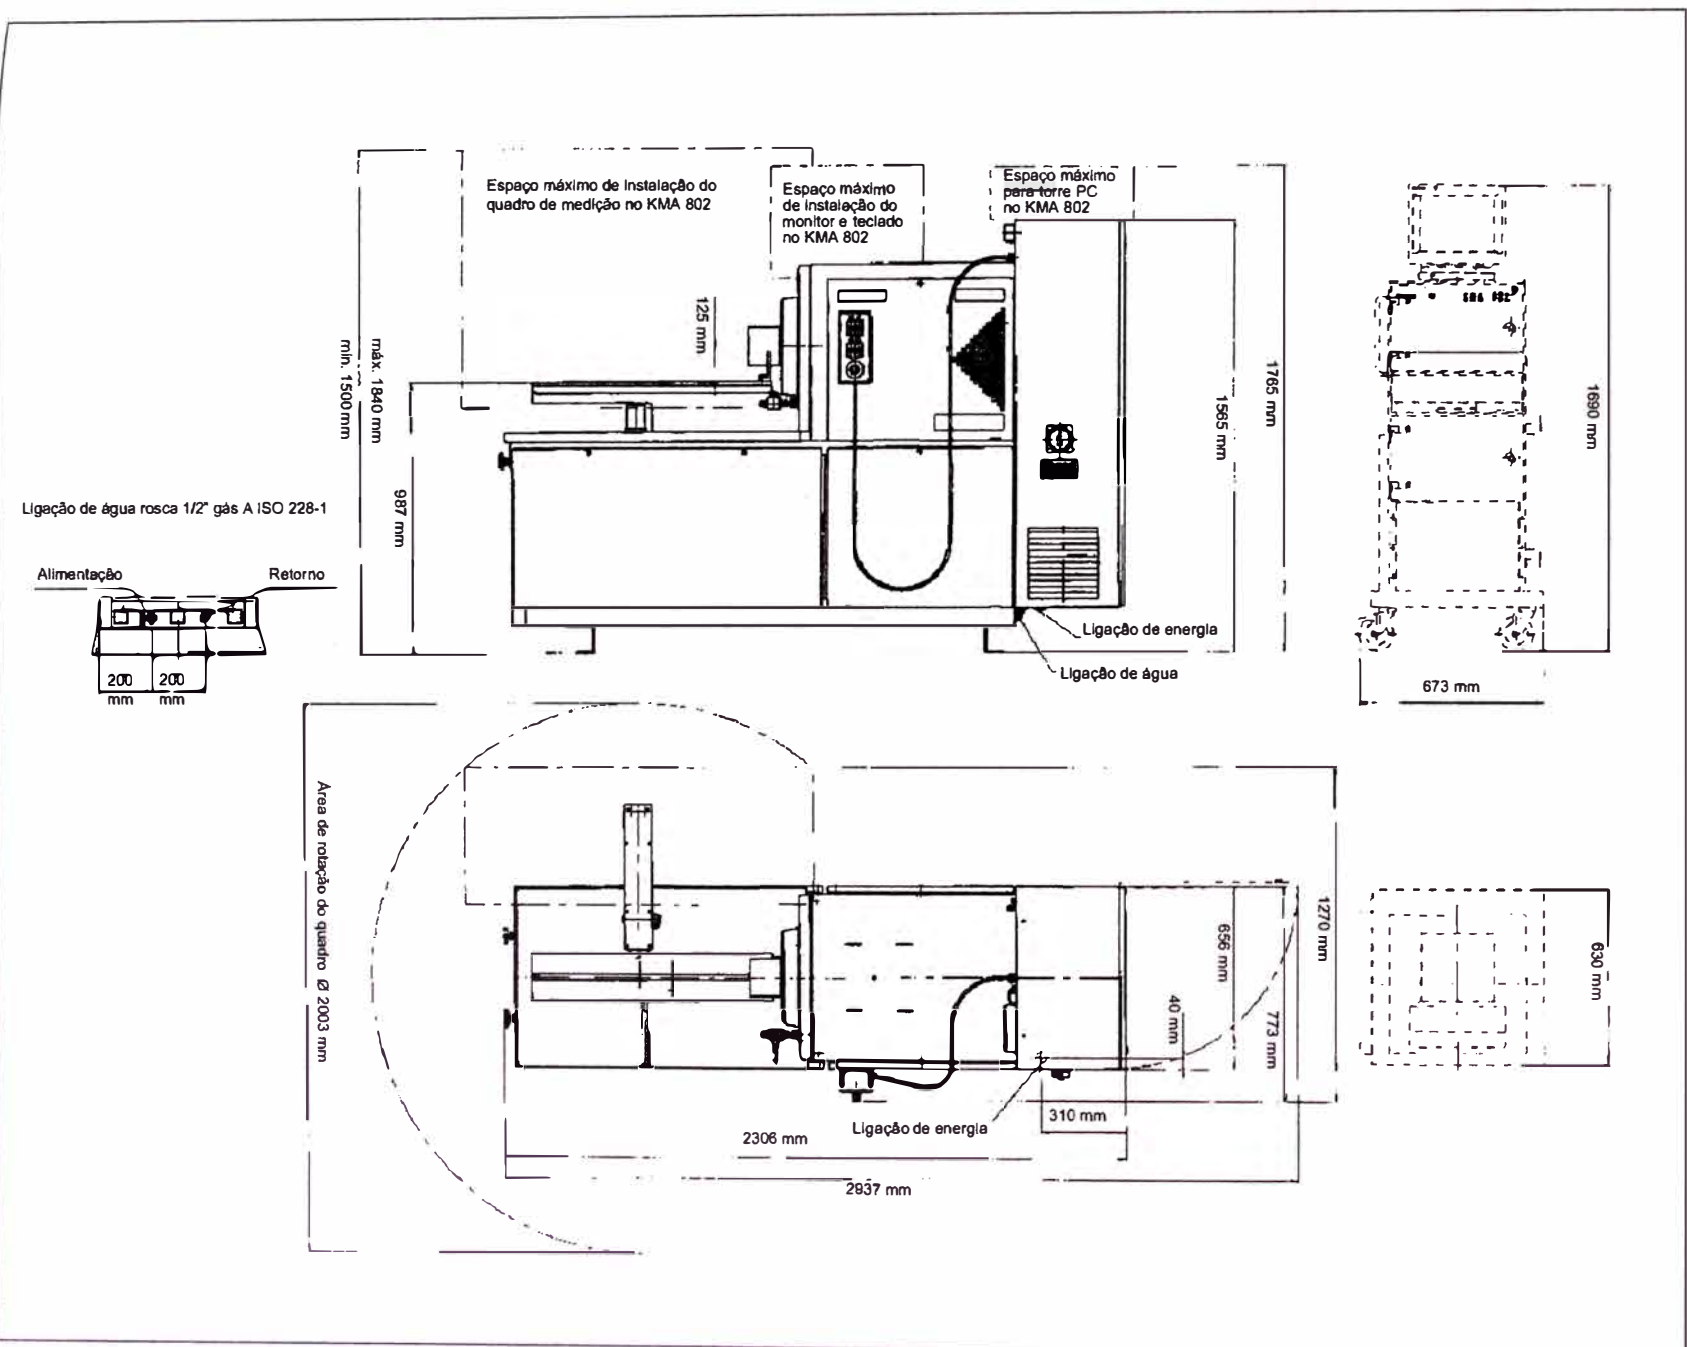 Espaço máximo de Instalação do
quadro de medição no KMA 802
Espaço máximo
de instalação do
monitor e teclado
no KMA 802
Espaço máximo
para torre PC
no KMA 802
125 mm
máx. 1840 mm
min. 1500 mm
987 mm
1765 mm
1565 mm
1690 mm
Ligação de água rosca 1/2" gás A ISO 228-1
Alimentação
Retorno
200
mm
200
mm
Ligação de energia
Ligação de água
673 mm
Área de rotação do quadro Ø 2003 mm
1270 mm
656 mm
40 mm
773 mm
630 mm
310 mm
Ligação de energia
2306 mm
2937 mm